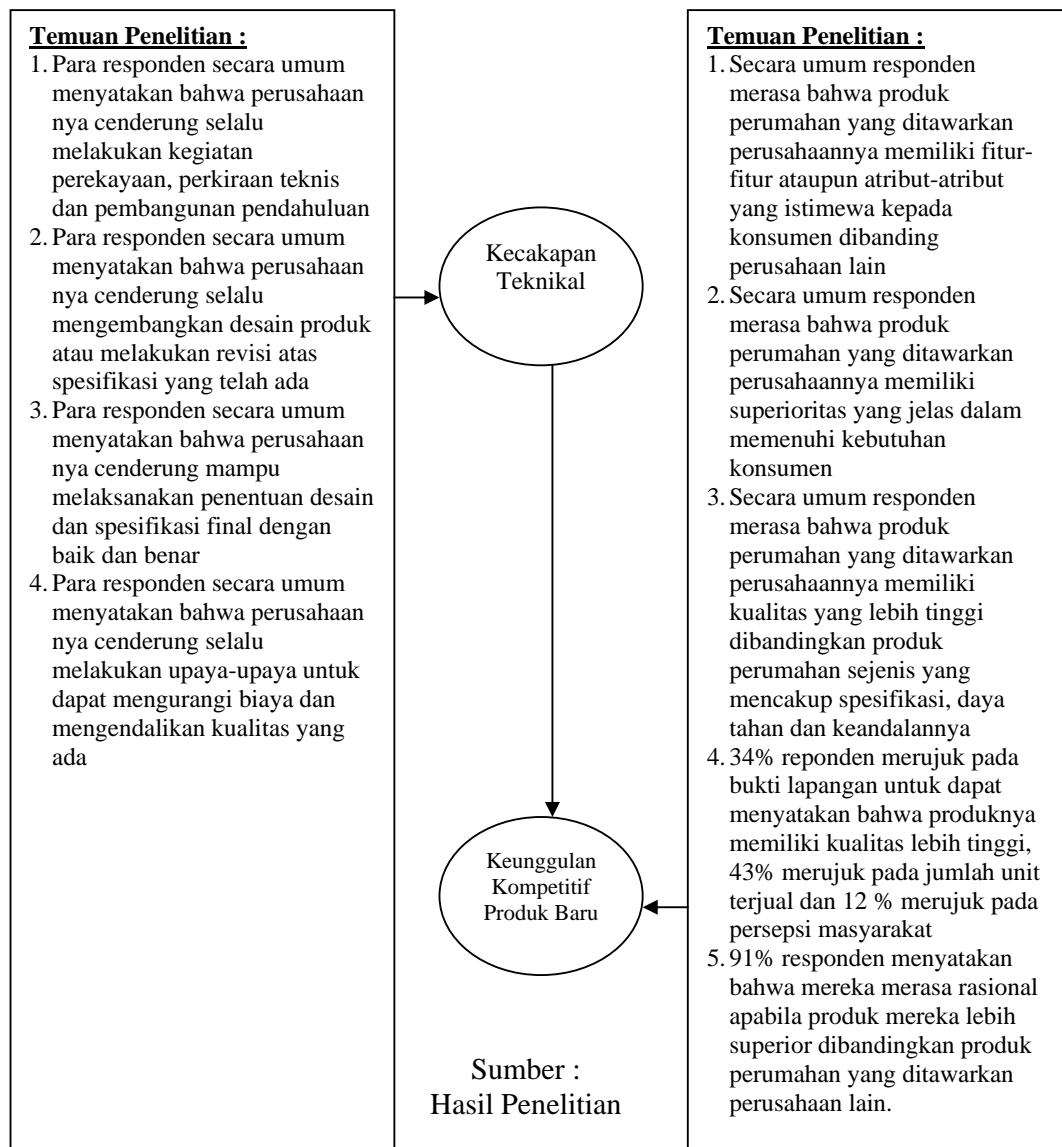 Temuan Penelitian :
1. Para responden secara umum
menyatakan bahwa perusahaan
nya cenderung selalu
melakukan kegiatan
perekayaan, perkiraan teknis
dan pembangunan pendahuluan
2. Para responden secara umum
menyatakan bahwa perusahaan
nya cenderung selalu
mengembangkan desain produk
atau melakukan revisi atas
spesifikasi yang telah ada
3. Para responden secara umum
menyatakan bahwa perusahaan
nya cenderung mampu
melaksanakan penentuan desain
dan spesifikasi final dengan
baik dan benar
4. Para responden secara umum
menyatakan bahwa perusahaan
nya cenderung selalu
melakukan upaya-upaya untuk
dapat mengurangi biaya dan
mengendalikan kualitas yang
ada
Kecakapan
Teknikal
Keunggulan
Kompetitif
Produk Baru
Sumber :
Hasil Penelitian
Temuan Penelitian :
1. Secara umum responden
merasa bahwa produk
perumahan yang ditawarkan
perusahaannya memiliki fitur-
fitur ataupun atribut-atribut
yang istimewa kepada
konsumen dibanding
perusahaan lain
2. Secara umum responden
merasa bahwa produk
perumahan yang ditawarkan
perusahaannya memiliki
superioritas yang jelas dalam
memenuhi kebutuhan
konsumen
3. Secara umum responden
merasa bahwa produk
perumahan yang ditawarkan
perusahaannya memiliki
kualitas yang lebih tinggi
dibandingkan produk
perumahan sejenis yang
mencakup spesifikasi, daya
tahan dan keandalannya
4. 34% reponden merujuk pada
bukti lapangan untuk dapat
menyatakan bahwa produknya
memiliki kualitas lebih tinggi,
43% merujuk pada jumlah unit
terjual dan 12 % merujuk pada
persepsi masyarakat
5. 91% responden menyatakan
bahwa mereka merasa rasional
apabila produk mereka lebih
superior dibandingkan produk
perumahan yang ditawarkan
perusahaan lain.